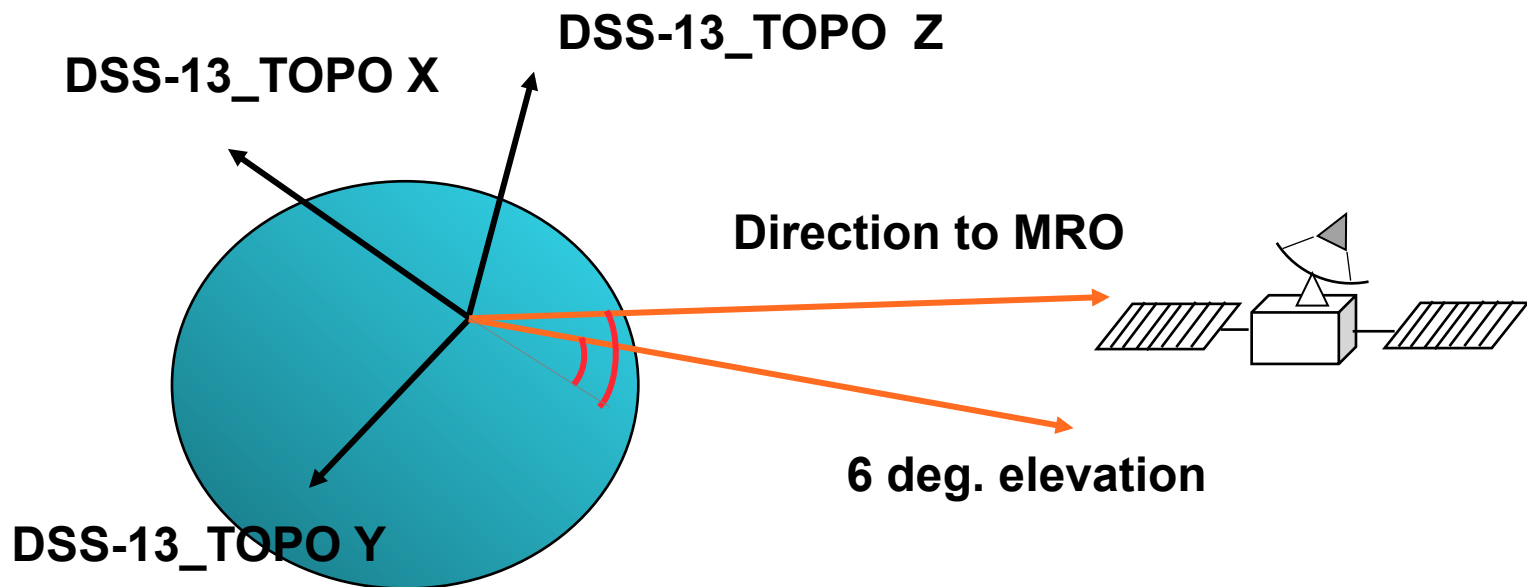 DSS-13_TOPO Z
DSS-13_TOPO X
Direction to MRO
6 deg. elevation
DSS-13_TOPO Y